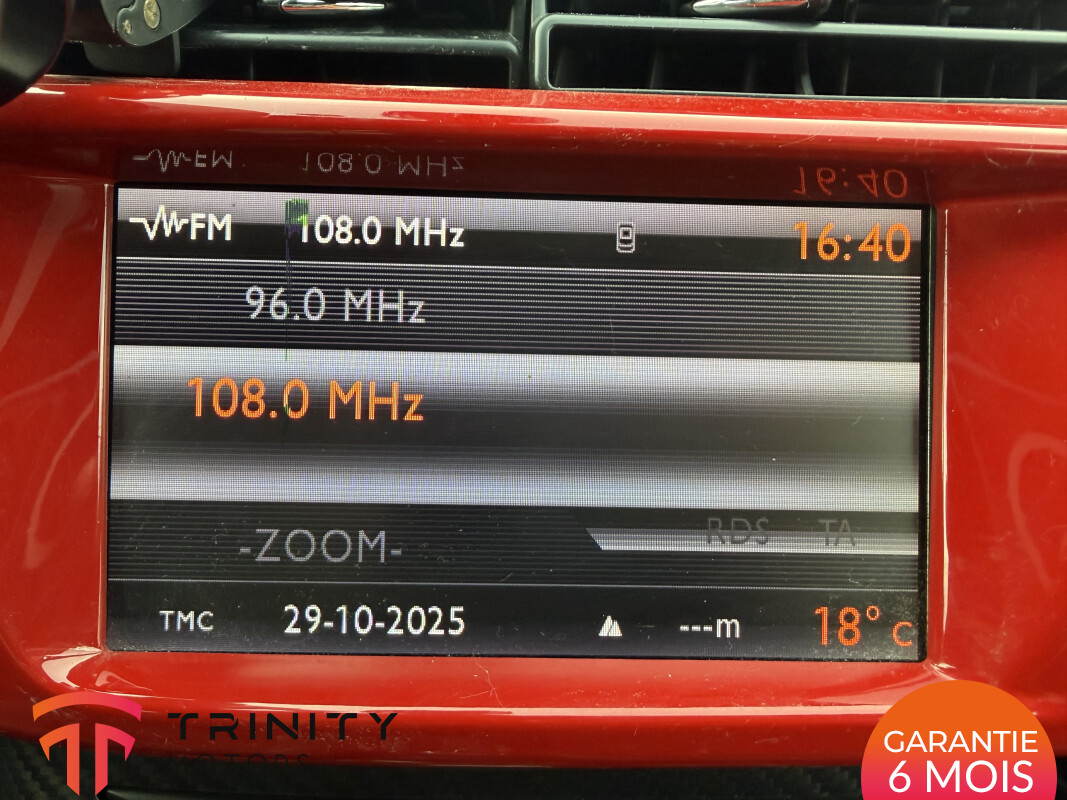 FM 108.0 MHz 16:40
96.0 MHz
108.0 MHz
RDS TA
-ZOOM-
TMC 29-10-2025 ---m 18° C
TRINITY
MOTORS
GARANTIE
6 MOIS